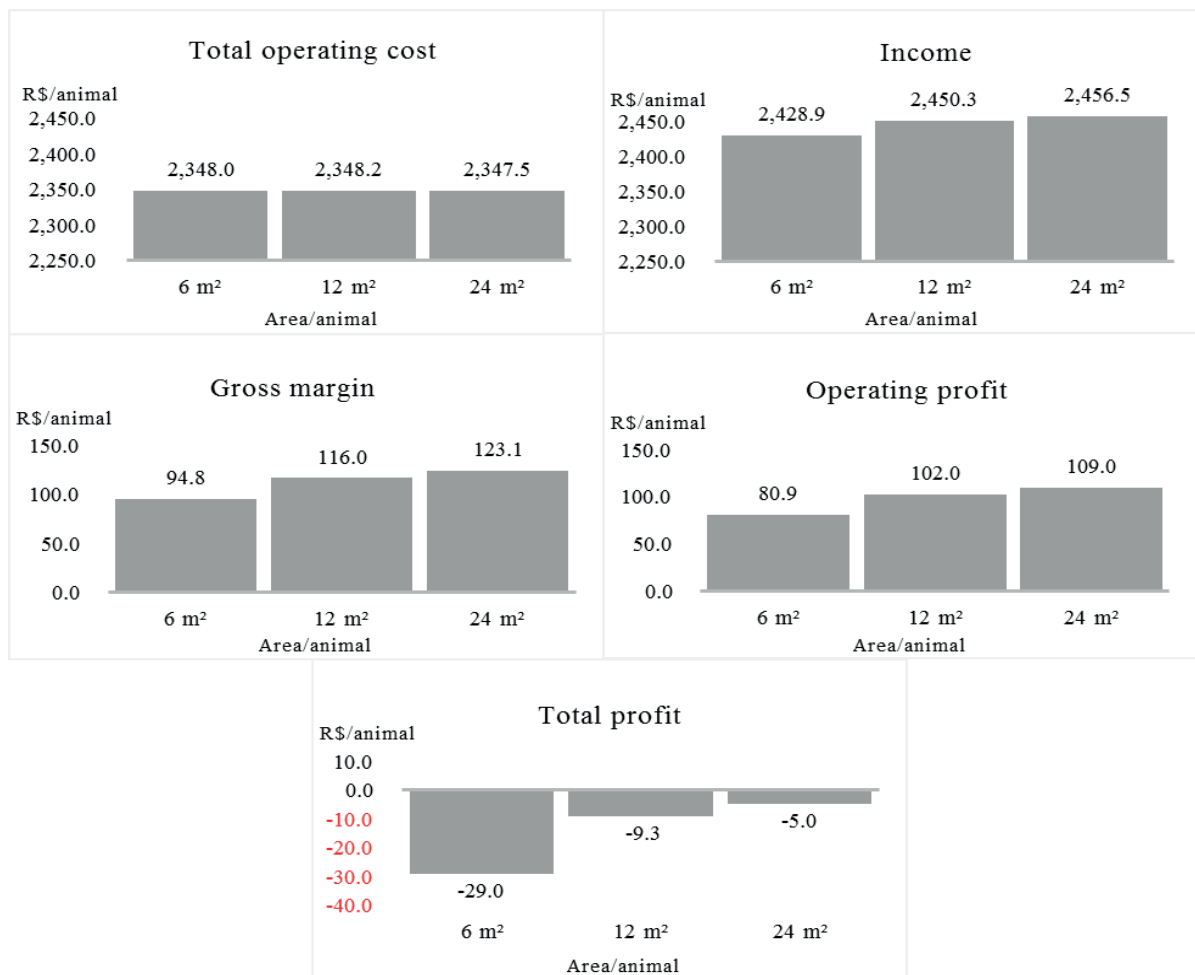 Total operating cost
R$/animal
2,450.0
2,400.0
2,350.0
2,300.0
2,250.0
2,348.0 2,348.2 2,347.5
6 m² 12 m² 24 m²
Area/animal
Income
R$/animal
2,450.0
2,400.0
2,350.0
2,300.0
2,250.0
2,428.9 2,450.3 2,456.5
6 m² 12 m² 24 m²
Area/animal
Gross margin
R$/animal
150.0
100.0
50.0
0.0
94.8 116.0 123.1
6 m² 12 m² 24 m²
Area/animal
Operating profit
R$/animal
150.0
100.0
50.0
0.0
80.9 102.0 109.0
6 m² 12 m² 24 m²
Area/animal
Total profit
R$/animal
10.0
0.0
-10.0
-20.0
-30.0
-40.0
-29.0 -9.3 -5.0
6 m² 12 m² 24 m²
Area/animal